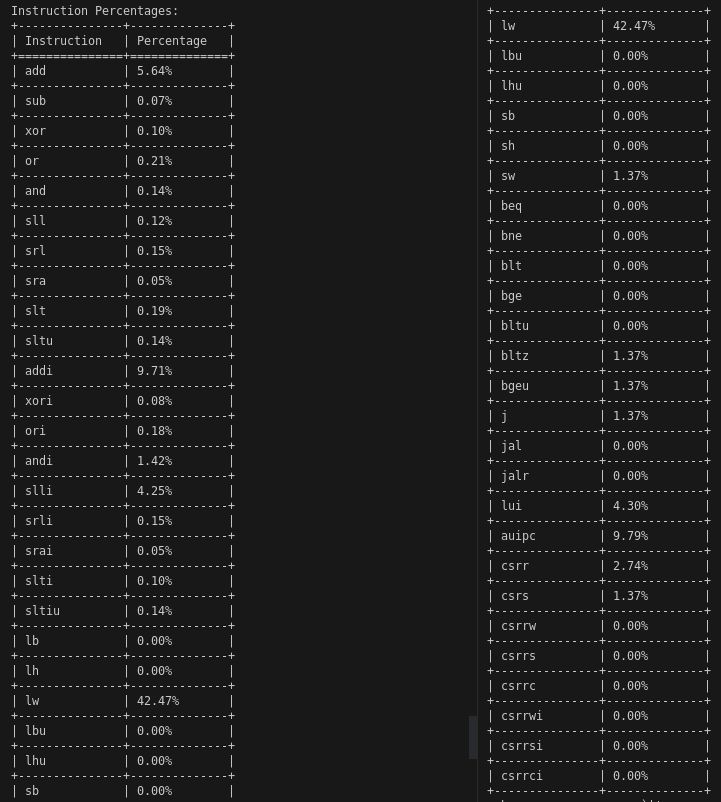 Instruction Percentages:
+---------------+--------------+
| Instruction   | Percentage   |
+===============+==============+
| add           | 5.64%        |
+---------------+--------------+
| sub           | 0.07%        |
+---------------+--------------+
| xor           | 0.10%        |
+---------------+--------------+
| or            | 0.21%        |
+---------------+--------------+
| and           | 0.14%        |
+---------------+--------------+
| sll           | 0.12%        |
+---------------+--------------+
| srl           | 0.15%        |
+---------------+--------------+
| sra           | 0.05%        |
+---------------+--------------+
| slt           | 0.19%        |
+---------------+--------------+
| sltu          | 0.14%        |
+---------------+--------------+
| addi          | 9.71%        |
+---------------+--------------+
| xori          | 0.08%        |
+---------------+--------------+
| ori           | 0.18%        |
+---------------+--------------+
| andi          | 1.42%        |
+---------------+--------------+
| slli          | 4.25%        |
+---------------+--------------+
| srli          | 0.15%        |
+---------------+--------------+
| srai          | 0.05%        |
+---------------+--------------+
| slti          | 0.10%        |
+---------------+--------------+
| sltiu         | 0.14%        |
+---------------+--------------+
| lb            | 0.00%        |
+---------------+--------------+
| lh            | 0.00%        |
+---------------+--------------+
| lw            | 42.47%       |
+---------------+--------------+
| lbu           | 0.00%        |
+---------------+--------------+
| lhu           | 0.00%        |
+---------------+--------------+
| sb            | 0.00%        |
+---------------+--------------+
| lw            | 42.47%       |
+---------------+--------------+
| lbu           | 0.00%        |
+---------------+--------------+
| lhu           | 0.00%        |
+---------------+--------------+
| sb            | 0.00%        |
+---------------+--------------+
| sh            | 0.00%        |
+---------------+--------------+
| sw            | 1.37%        |
+---------------+--------------+
| beq           | 0.00%        |
+---------------+--------------+
| bne           | 0.00%        |
+---------------+--------------+
| blt           | 0.00%        |
+---------------+--------------+
| bge           | 0.00%        |
+---------------+--------------+
| bltu          | 0.00%        |
+---------------+--------------+
| bltz          | 1.37%        |
+---------------+--------------+
| bgeu          | 1.37%        |
+---------------+--------------+
| j             | 1.37%        |
+---------------+--------------+
| jal           | 0.00%        |
+---------------+--------------+
| jalr          | 0.00%        |
+---------------+--------------+
| lui           | 4.30%        |
+---------------+--------------+
| auipc         | 9.79%        |
+---------------+--------------+
| csrr          | 2.74%        |
+---------------+--------------+
| csrs          | 1.37%        |
+---------------+--------------+
| csrrw         | 0.00%        |
+---------------+--------------+
| csrrs         | 0.00%        |
+---------------+--------------+
| csrrc         | 0.00%        |
+---------------+--------------+
| csrrwi        | 0.00%        |
+---------------+--------------+
| csrrsi        | 0.00%        |
+---------------+--------------+
| csrrci        | 0.00%        |
+---------------+--------------+